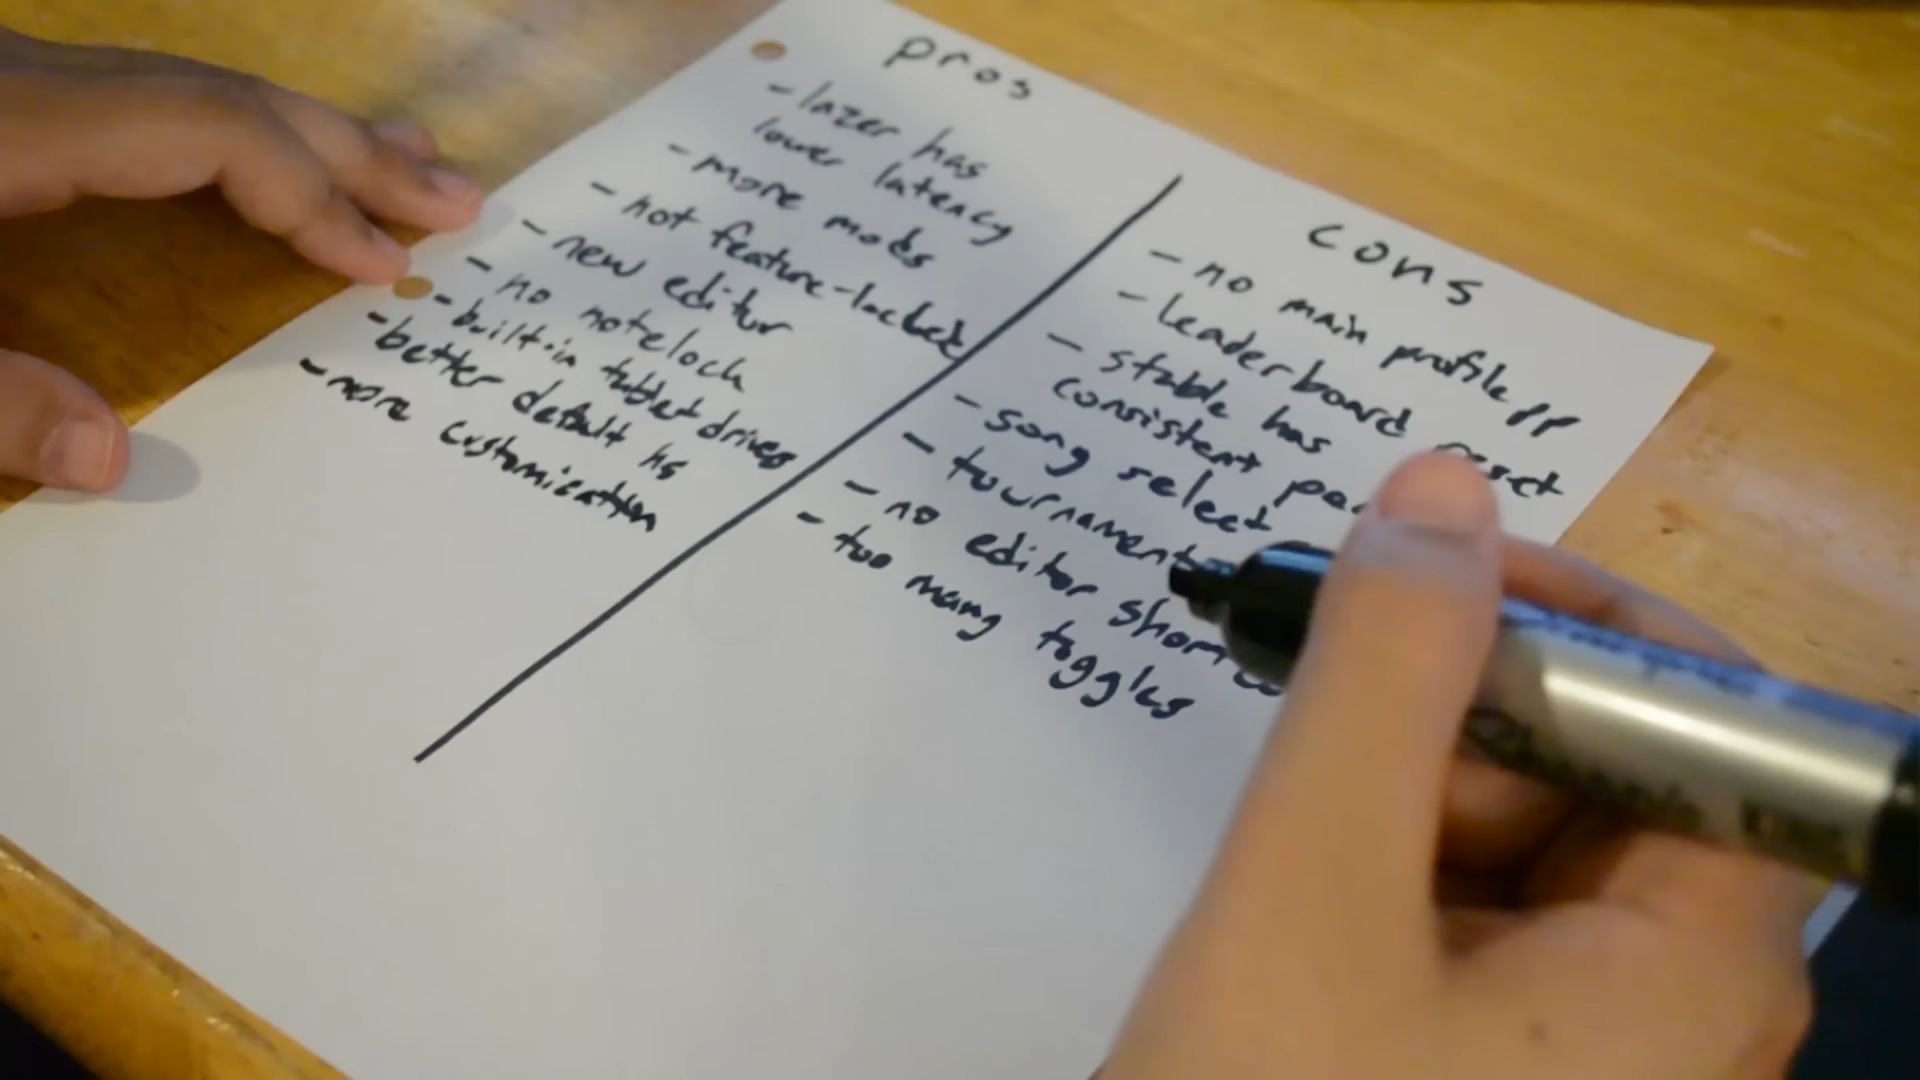 pros
- lazer has
lower latency
- more mods
- not feature-locked
- new editor
- no notelock
- built-in tablet driver
- better default hs
- more customication
cons
- no main profile pp
- leaderboard reset
- stable has
consistent
- song select
- tournament
- no editor
- too many toggles